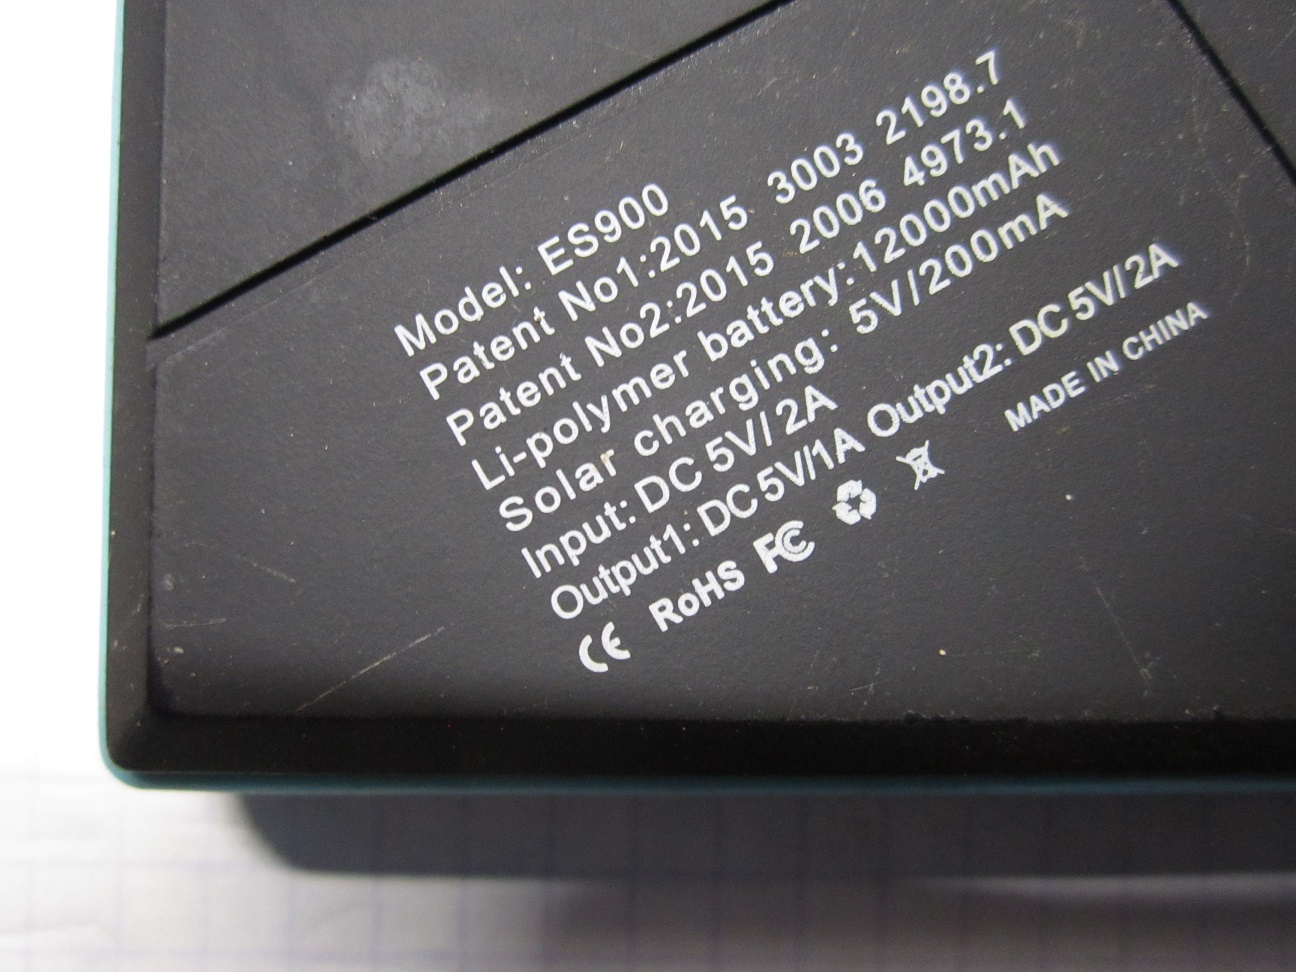 Model: ES900
Patent No1:2015 3003 2198.7
Patent No2:2015 2006 4973.1
Li-polymer battery:12000mAh
Solar charging: 5V/200mA
Input: DC 5V/2A
Output1: DC5V/1A Output2: DC 5V/2A
CE RoHS FC MADE IN CHINA